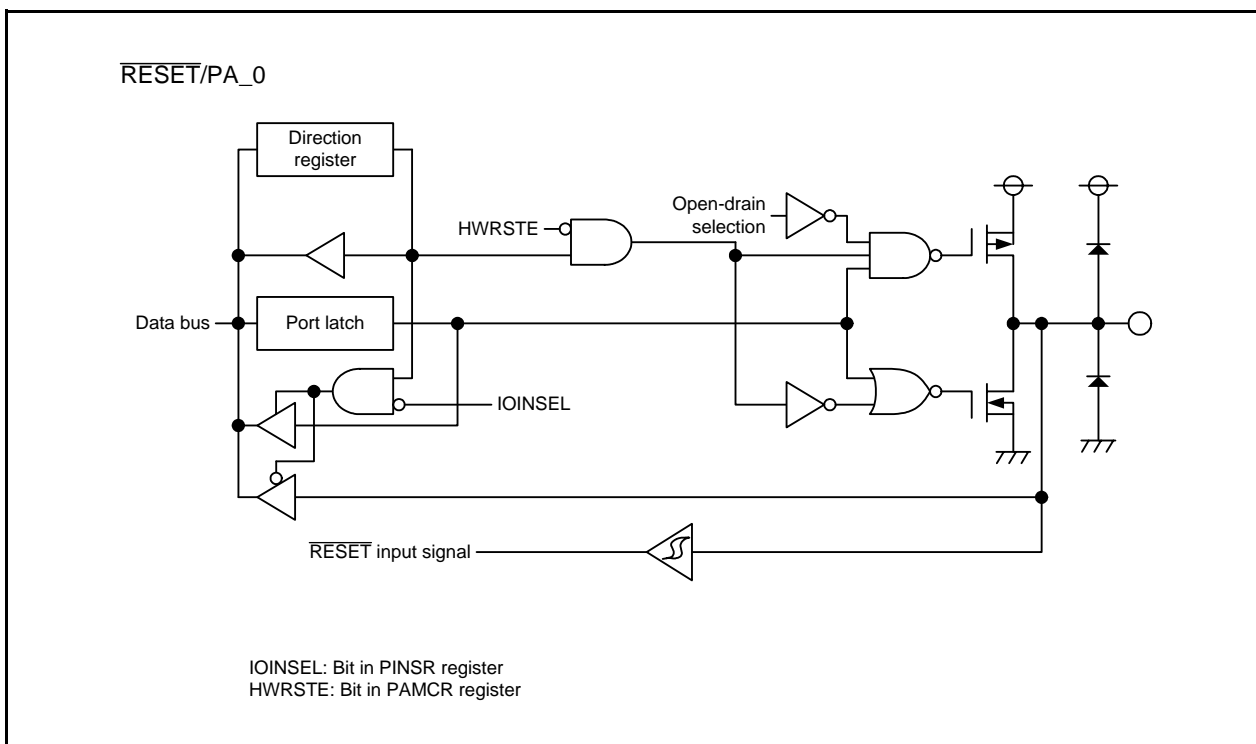 RESET/PA_0
Direction
register
Open-drain
selection
HWRSTE
Data bus
Port latch
IOINSEL
RESET input signal
IOINSEL: Bit in PINSR register
HWRSTE: Bit in PAMCR register